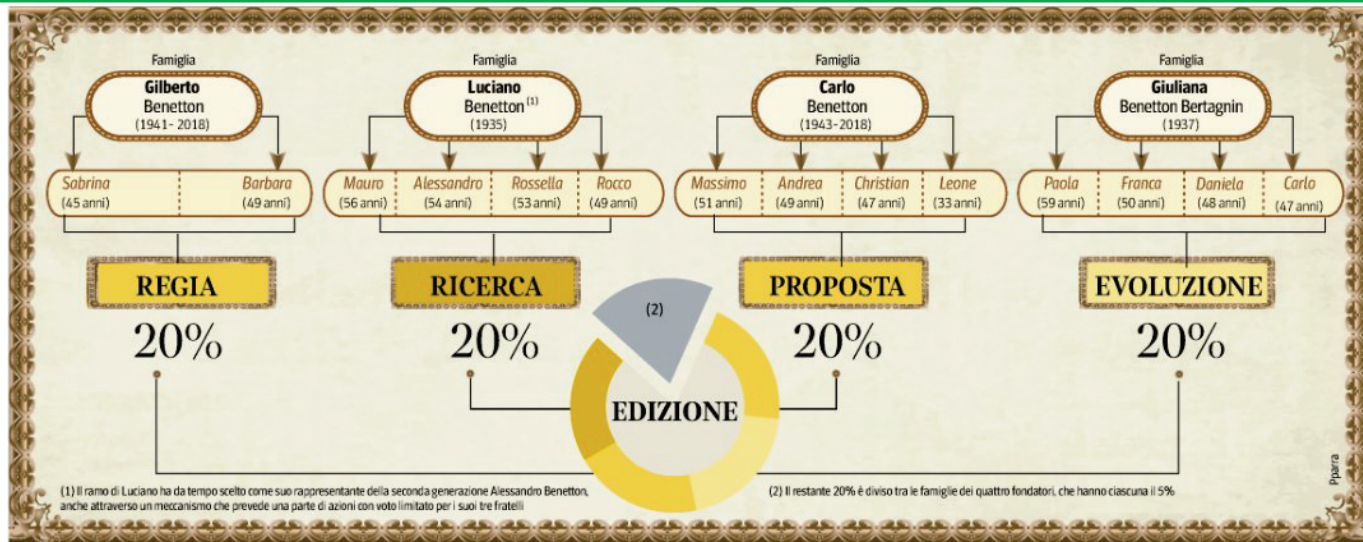 Famiglia
Gilberto
Benetton
(1941- 2018)
Sabrina
(45 anni)
Barbara
(49 anni)
REGIA
20%
Famiglia
Luciano
Benetton (1)
(1935)
Mauro
(56 anni)
Alessandro
(54 anni)
Rossella
(53 anni)
Rocco
(49 anni)
RICERCA
20%
Famiglia
Carlo
Benetton
(1943-2018)
Massimo
(51 anni)
Andrea
(49 anni)
Christian
(47 anni)
Leone
(33 anni)
PROPOSTA
20%
Famiglia
Giuliana
Benetton Bertagnin
(1937)
Paola
(59 anni)
Franca
(50 anni)
Daniela
(48 anni)
Carlo
(47 anni)
EVOLUZIONE
20%
(2)
EDIZIONE
(1) Il ramo di Luciano ha da tempo scelto come suo rappresentante della seconda generazione Alessandro Benetton,
anche attraverso un meccanismo che prevede una parte di azioni con voto limitato per i suoi tre fratelli
(2) Il restante 20% è diviso tra le famiglie dei quattro fondatori, che hanno ciascuna il 5%
Pparra